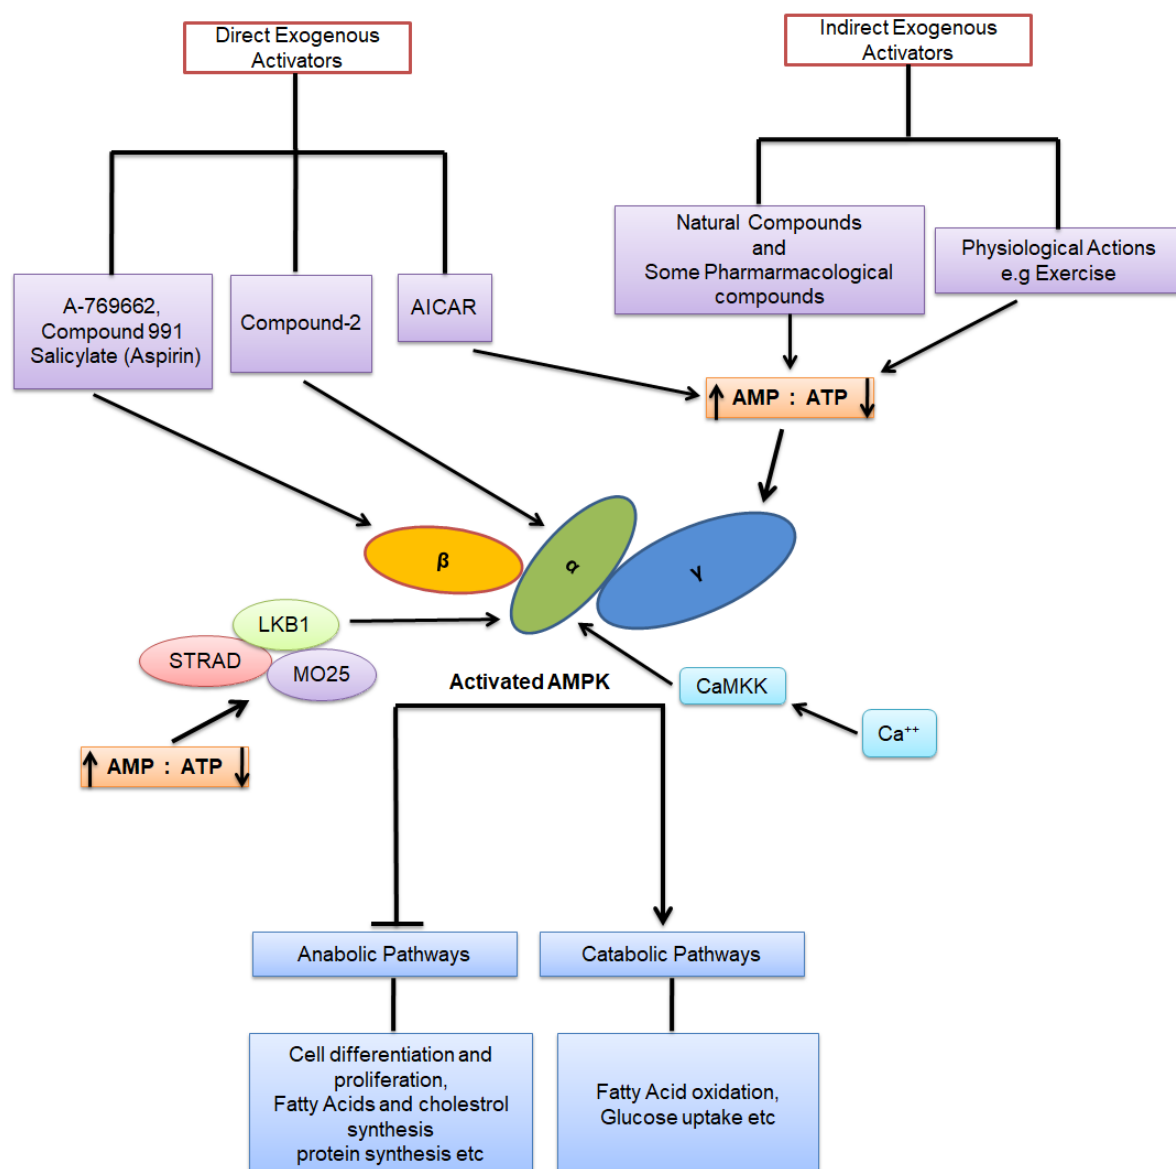 Direct Exogenous
Activators
Indirect Exogenous
Activators
A-769662,
Compound 991
Salicylate (Aspirin)
Compound-2
AICAR
Natural Compounds
and
Some Pharmarmacological
compounds
Physiological Actions
e.g Exercise
AMP : ATP
β
α
γ
LKB1
STRAD
MO25
AMP : ATP
Activated AMPK
CaMKK
Ca⁺⁺
Anabolic Pathways
Catabolic Pathways
Cell differentiation and
proliferation,
Fatty Acids and cholestrol
synthesis
protein synthesis etc
Fatty Acid oxidation,
Glucose uptake etc